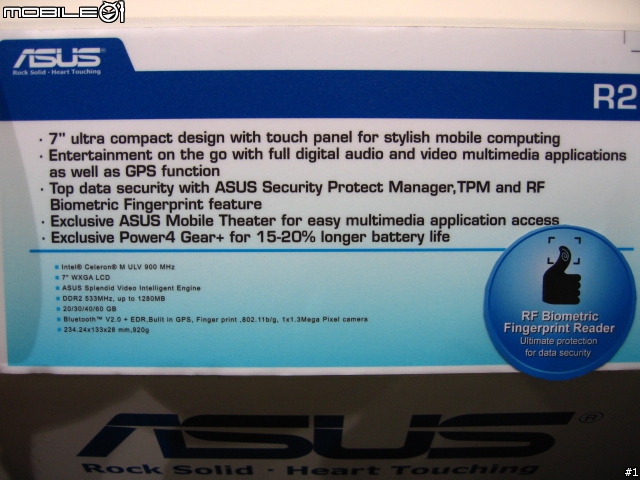 MOBILE01
ASUS®
Rock Solid · Heart Touching
R2
· 7" ultra compact design with touch panel for stylish mobile computing
· Entertainment on the go with full digital audio and video multimedia applications
as well as GPS function
· Top data security with ASUS Security Protect Manager,TPM and RF
Biometric Fingerprint feature
· Exclusive ASUS Mobile Theater for easy multimedia application access
· Exclusive Power4 Gear+ for 15-20% longer battery life
Intel® Celeron® M ULV 900 MHz
7" WXGA LCD
ASUS Splendid Video Intelligent Engine
DDR2 533MHz, up to 1280MB
20/30/40/60 GB
Bluetooth™ V2.0 + EDR,Built in GPS, Finger print ,802.11b/g, 1x1.3Mega Pixel camera
234.24x133x28 mm,920g
RF Biometric
Fingerprint Reader
Ultimate protection
for data security
ASUS®
Rock Solid · Heart Touching
#1